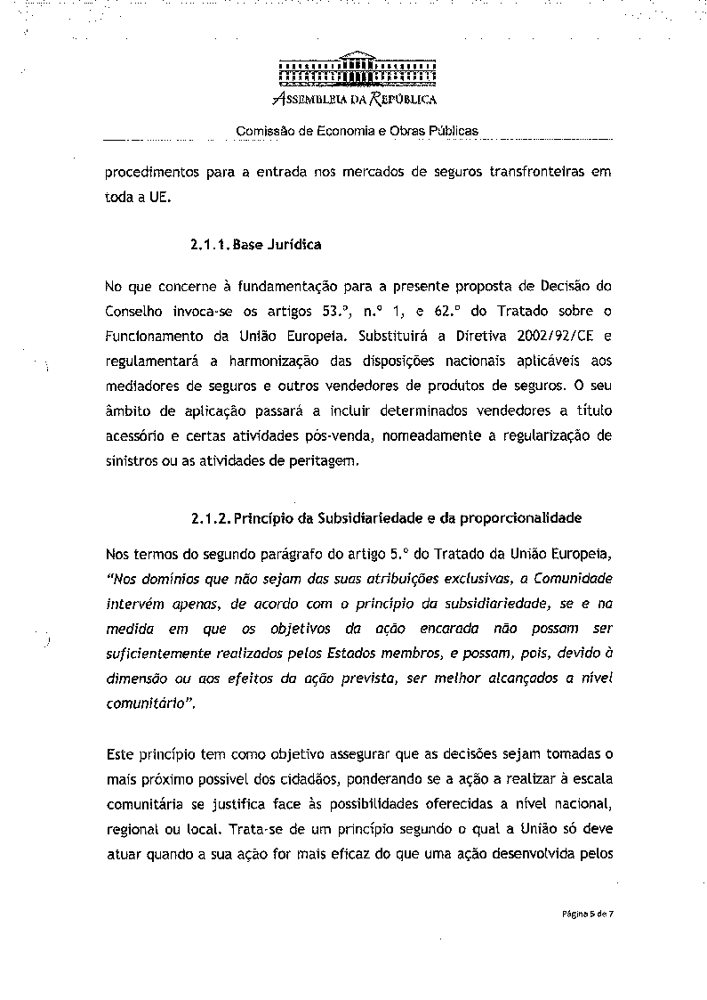 ASSEMBLEIA DA REPÚBLICA
Comissão de Economia e Obras Públicas
procedimentos para a entrada nos mercados de seguros transfronteiras em
toda a UE.
2.1.1. Base Jurídica
No que concerne à fundamentação para a presente proposta de Decisão do
Conselho invoca-se os artigos 53.º, n.º 1, e 62.º do Tratado sobre o
Funcionamento da União Europeia. Substituirá a Diretiva 2002/92/CE e
regulamentará a harmonização das disposições nacionais aplicáveis aos
mediadores de seguros e outros vendedores de produtos de seguros. O seu
âmbito de aplicação passará a incluir determinados vendedores a título
acessório e certas atividades pós-venda, nomeadamente a regularização de
sinistros ou as atividades de peritagem.
2.1.2. Princípio da Subsidiariedade e da proporcionalidade
Nos termos do segundo parágrafo do artigo 5.º do Tratado da União Europeia,
"Nos domínios que não sejam das suas atribuições exclusivas, a Comunidade
intervém apenas, de acordo com o princípio da subsidiariedade, se e na
medida em que os objetivos da ação encarada não possam ser
suficientemente realizados pelos Estados membros, e possam, pois, devido à
dimensão ou aos efeitos da ação prevista, ser melhor alcançados a nível
comunitário".
Este princípio tem como objetivo assegurar que as decisões sejam tomadas o
mais próximo possível dos cidadãos, ponderando se a ação a realizar à escala
comunitária se justifica face às possibilidades oferecidas a nível nacional,
regional ou local. Trata-se de um princípio segundo o qual a União só deve
atuar quando a sua ação for mais eficaz do que uma ação desenvolvida pelos
Página 5 de 7